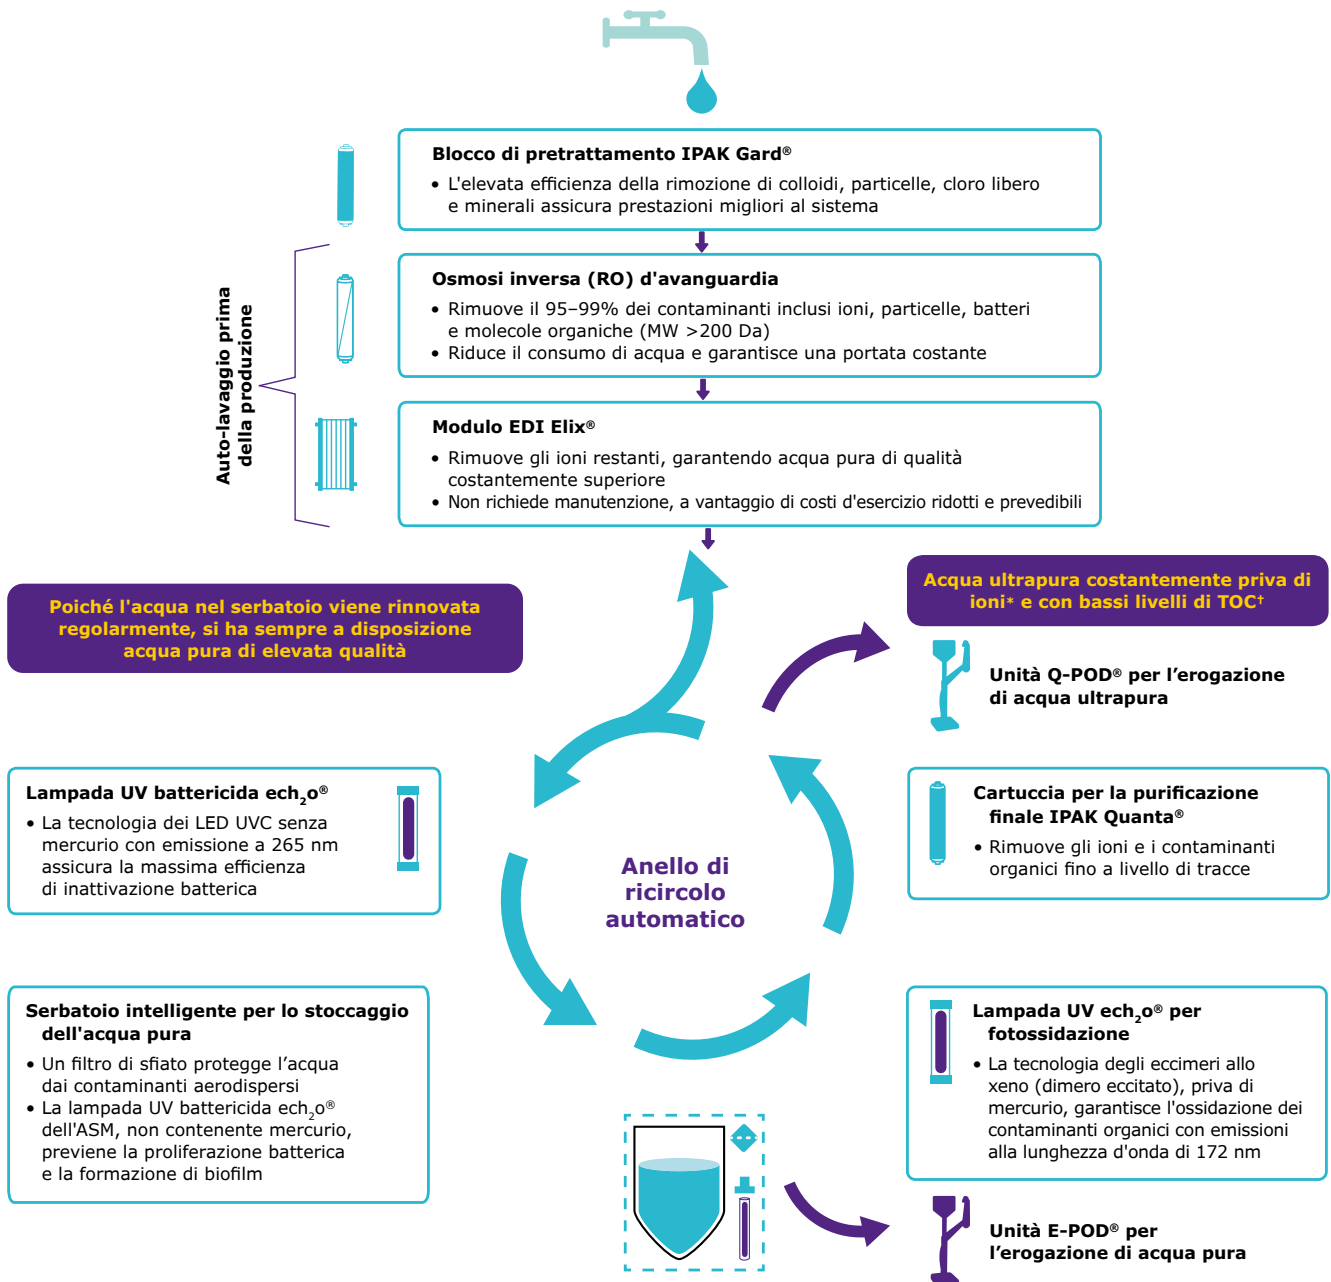 Blocco di pretrattamento IPAK Gard®
• L'elevata efficienza della rimozione di colloidi, particelle, cloro libero
e minerali assicura prestazioni migliori al sistema
Auto-lavaggio prima
della produzione
Osmosi inversa (RO) d'avanguardia
• Rimuove il 95–99% dei contaminanti inclusi ioni, particelle, batteri
e molecole organiche (MW >200 Da)
• Riduce il consumo di acqua e garantisce una portata costante
Modulo EDI Elix®
• Rimuove gli ioni restanti, garantendo acqua pura di qualità
costantemente superiore
• Non richiede manutenzione, a vantaggio di costi d'esercizio ridotti e prevedibili
Poiché l'acqua nel serbatoio viene rinnovata
regolarmente, si ha sempre a disposizione
acqua pura di elevata qualità
Acqua ultrapura costantemente priva di
ioni* e con bassi livelli di TOC†
Unità Q-POD® per l’erogazione
di acqua ultrapura
Lampada UV battericida ech₂o®
• La tecnologia dei LED UVC senza
mercurio con emissione a 265 nm
assicura la massima efficienza
di inattivazione batterica
Anello di
ricircolo
automatico
Cartuccia per la purificazione
finale IPAK Quanta®
• Rimuove gli ioni e i contaminanti
organici fino a livello di tracce
Serbatoio intelligente per lo stoccaggio
dell'acqua pura
• Un filtro di sfiato protegge l’acqua
dai contaminanti aerodispersi
• La lampada UV battericida ech₂o®
dell'ASM, non contenente mercurio,
previene la proliferazione batterica
e la formazione di biofilm
Lampada UV ech₂o® per
fotossidazione
• La tecnologia degli eccimeri allo
xeno (dimero eccitato), priva di
mercurio, garantisce l'ossidazione dei
contaminanti organici con emissioni
alla lunghezza d'onda di 172 nm
Unità E-POD® per
l’erogazione di acqua pura